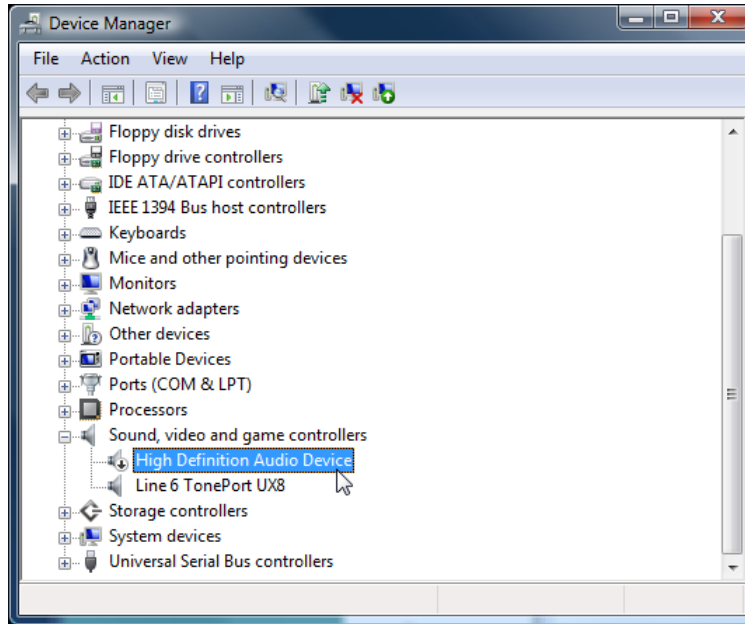 Device Manager
File Action View Help
Floppy disk drives
Floppy drive controllers
IDE ATA/ATAPI controllers
IEEE 1394 Bus host controllers
Keyboards
Mice and other pointing devices
Monitors
Network adapters
Other devices
Portable Devices
Ports (COM & LPT)
Processors
Sound, video and game controllers
High Definition Audio Device
Line 6 TonePort UX8
Storage controllers
System devices
Universal Serial Bus controllers